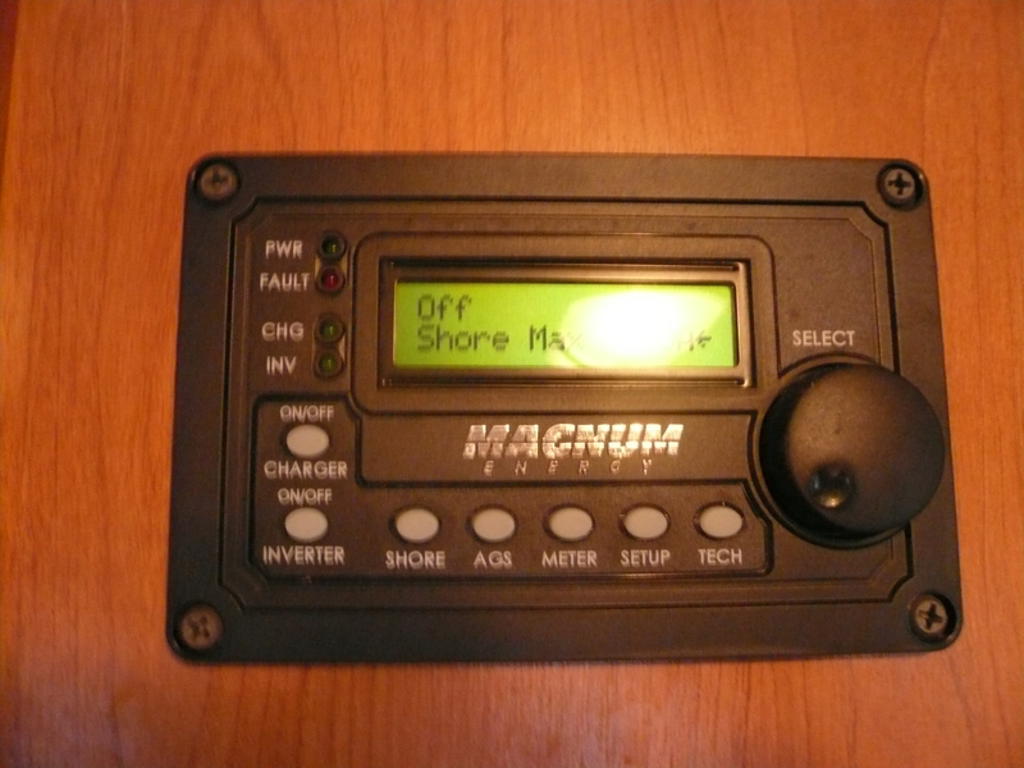 PWR
FAULT
CHG
INV
Off
Shore Max
SELECT
ON/OFF
CHARGER
ON/OFF
INVERTER
MAGNUM
ENERGY
SHORE
AGS
METER
SETUP
TECH